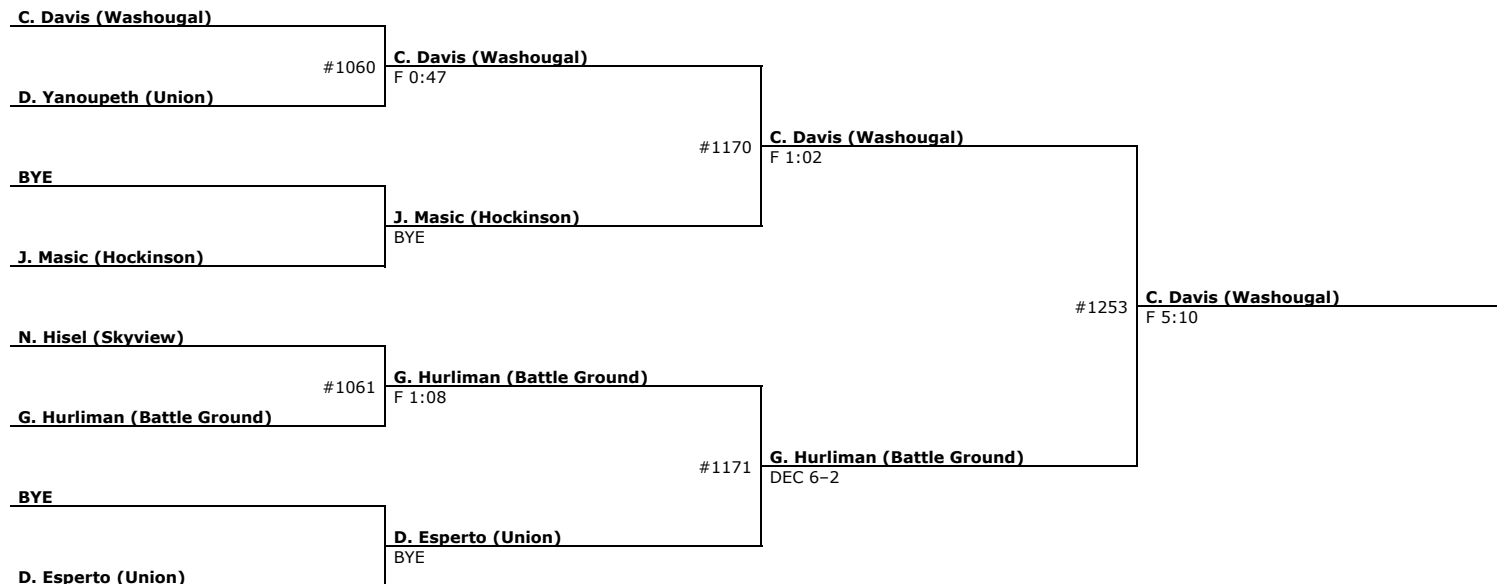 C. Davis (Washougal)
#1060
C. Davis (Washougal)
F 0:47
D. Yanoupeth (Union)
#1170
C. Davis (Washougal)
F 1:02
BYE
J. Masic (Hockinson)
BYE
J. Masic (Hockinson)
#1253
C. Davis (Washougal)
F 5:10
N. Hisel (Skyview)
#1061
G. Hurliman (Battle Ground)
F 1:08
G. Hurliman (Battle Ground)
#1171
G. Hurliman (Battle Ground)
DEC 6–2
BYE
D. Esperto (Union)
BYE
D. Esperto (Union)